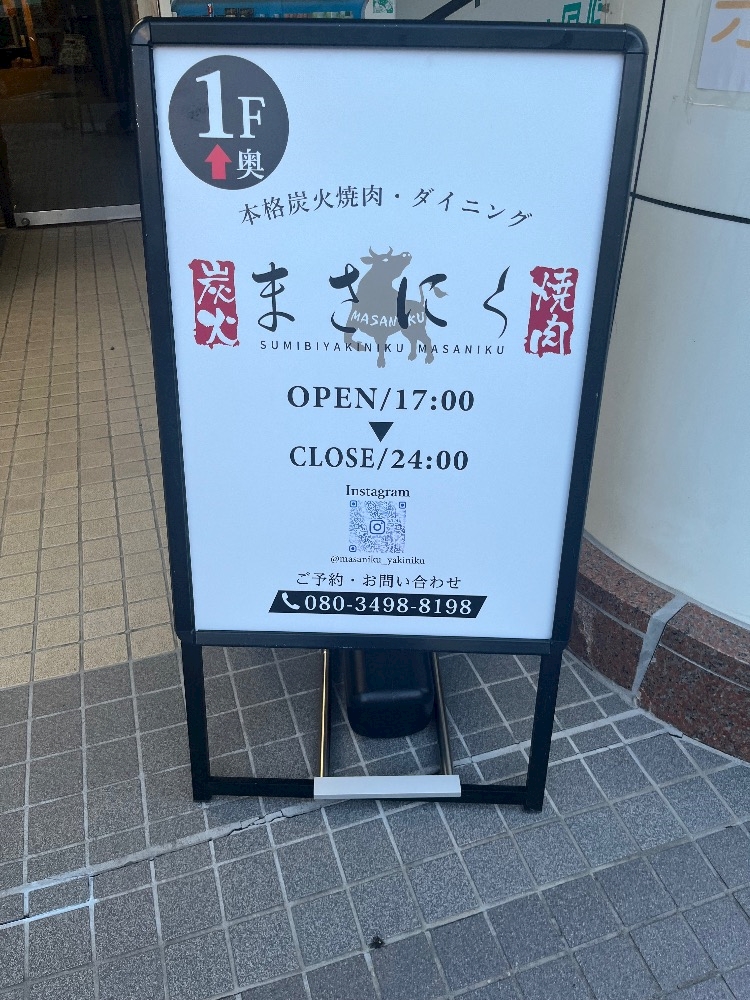 1F
奥
本格炭火焼肉・ダイニング
炭火
まさにく
焼肉
MASANIKU
SUMIBIYAKINIKU MASANIKU
OPEN/17:00
CLOSE/24:00
Instagram
@masaniku_yakiniku
ご予約・お問い合わせ
080-3498-8198